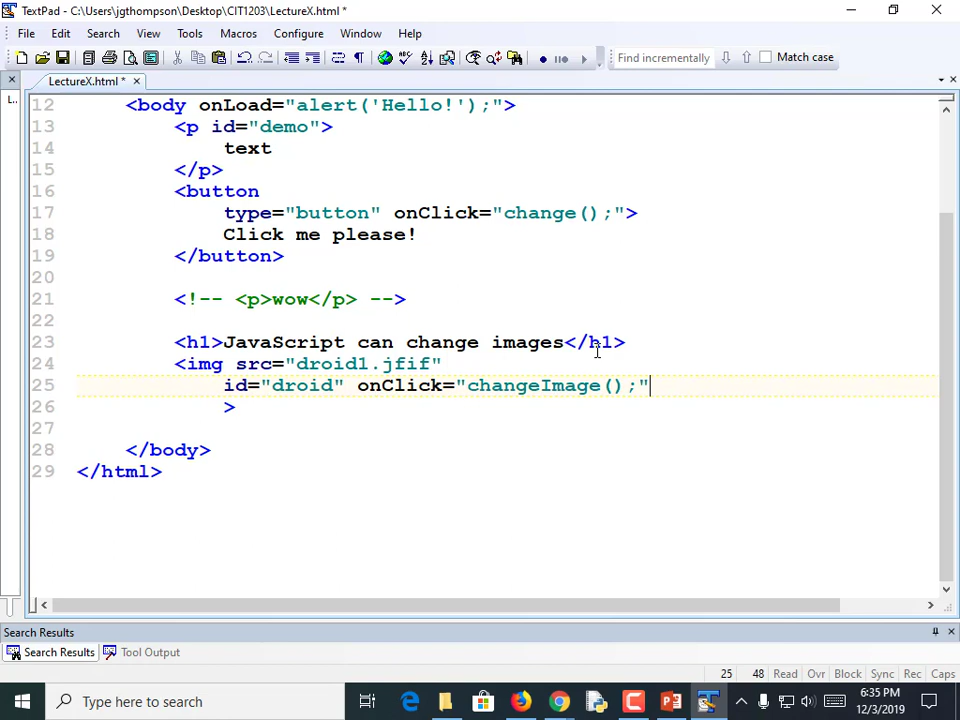 TextPad - C:\Users\jgthompson\Desktop\CIT1203\LectureX.html *
File Edit Search View Tools Macros Configure Window Help
Find incrementally Match case
LectureX.html *
L..
12 <body onLoad="alert('Hello!');">
13 <p id="demo">
14 text
15 </p>
16 <button
17 type="button" onClick="change();">
18 Click me please!
19 </button>
20
21 <!-- <p>wow</p> -->
22
23 <h1>JavaScript can change images</h1>
24 <img src="droid1.jfif"
25 id="droid" onClick="changeImage();"
26 >
27
28 </body>
29 </html>
Search Results
Search Results Tool Output
25 48 Read Ovr Block Sync Rec Caps
Type here to search
6:35 PM
12/3/2019